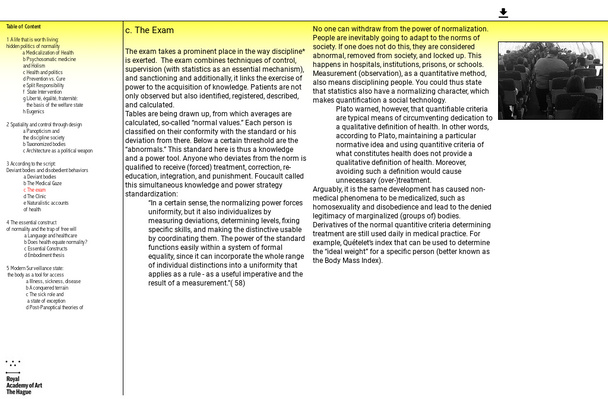 Table of Content
1 A life that is worth living:
hidden politics of normality
a Medicalization of Health
b Psychosomatic medicine
and Holism
c Health and politics
d Prevention vs. Cure
e Split Responsibility
f State Intervention
g Liberté, égalité, fraternité:
the basis of the welfare state
h Eugenics
2 Spatiality and control through design
a Panopticism and
the discipline society
b Taxonomized bodies
c Architecture as a political weapon
3 According to the script:
Deviant bodies and disobedient behaviors
a Deviant bodies
b The Medical Gaze
c The exam
d The Clinic
e Naturalistic accounts
of health
4 The essential construct
of normality and the trap of free will
a Language and healthcare
b Does health equate normality?
c Essential Constructs
d Embodiment thesis
5 Modern Surveillance state:
the body as a tool for access
a Illness, sickness, disease
b A conquered terrain
c The sick role and
a state of exception
d Post-Panoptical theories of
Royal
Academy of Art
The Hague
c. The Exam
The exam takes a prominent place in the way discipline*
is exerted. The exam combines techniques of control,
supervision (with statistics as an essential mechanism),
and sanctioning and additionally, it links the exercise of
power to the acquisition of knowledge. Patients are not
only observed but also identified, registered, described,
and calculated.
Tables are being drawn up, from which averages are
calculated, so-called "normal values." Each person is
classified on their conformity with the standard or his
deviation from there. Below a certain threshold are the
"abnormals." This standard here is thus a knowledge
and a power tool. Anyone who deviates from the norm is
qualified to receive (forced) treatment, correction, re-
education, integration, and punishment. Foucault called
this simultaneous knowledge and power strategy
standardization:
"In a certain sense, the normalizing power forces
uniformity, but it also individualizes by
measuring deviations, determining levels, fixing
specific skills, and making the distinctive usable
by coordinating them. The power of the standard
functions easily within a system of formal
equality, since it can incorporate the whole range
of individual distinctions into a uniformity that
applies as a rule - as a useful imperative and the
result of a measurement."( 58)
No one can withdraw from the power of normalization.
People are inevitably going to adapt to the norms of
society. If one does not do this, they are considered
abnormal, removed from society, and locked up. This
happens in hospitals, institutions, prisons, or schools.
Measurement (observation), as a quantitative method,
also means disciplining people. You could thus state
that statistics also have a normalizing character, which
makes quantification a social technology.
Plato warned, however, that quantifiable criteria
are typical means of circumventing dedication to
a qualitative definition of health. In other words,
according to Plato, maintaining a particular
normative view and using quantitative criteria of
what constitutes health does not provide a
qualitative definition of health. Moreover,
avoiding such a definition would cause
unnecessary (over-)treatment.
Arguably, it is the same development has caused non-
medical phenomena to be medicalized, such as
homosexuality and disobedience and lead to the denied
legitimacy of marginalized (groups of) bodies.
Derivatives of the normal quantitative criteria determining
treatment are still used daily in medical practice. For
example, Quételet's index that can be used to determine
the "ideal weight" for a specific person (better known as
the Body Mass Index).